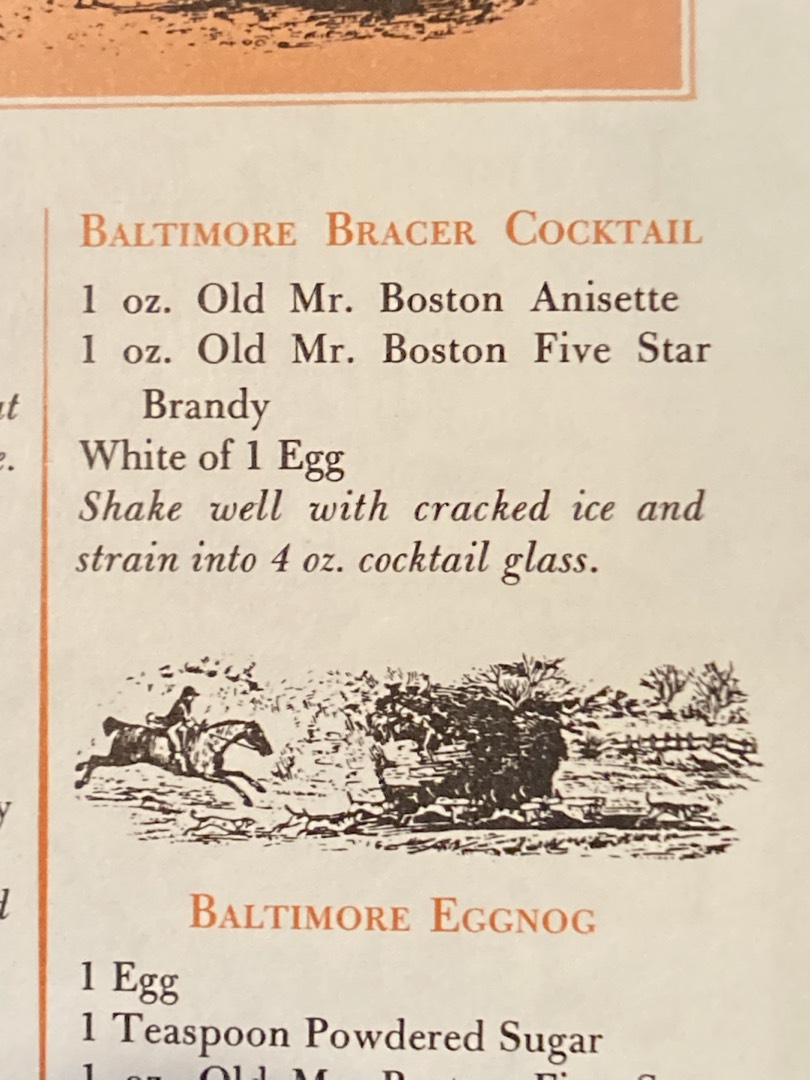 BALTIMORE BRACER COCKTAIL
1 oz. Old Mr. Boston Anisette
1 oz. Old Mr. Boston Five Star
Brandy
White of 1 Egg
Shake well with cracked ice and
strain into 4 oz. cocktail glass.
BALTIMORE EGGNOG
1 Egg
1 Teaspoon Powdered Sugar